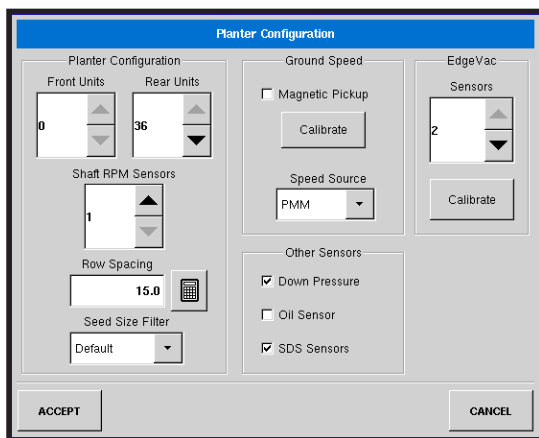 Planter Configuration
Planter Configuration
Front Units Rear Units
0 36
Shaft RPM Sensors
1
Row Spacing
15.0
Seed Size Filter
Default
Ground Speed
Magnetic Pickup
Calibrate
Speed Source
PMM
Other Sensors
Down Pressure
Oil Sensor
SDS Sensors
EdgeVac
Sensors
2
Calibrate
ACCEPT CANCEL